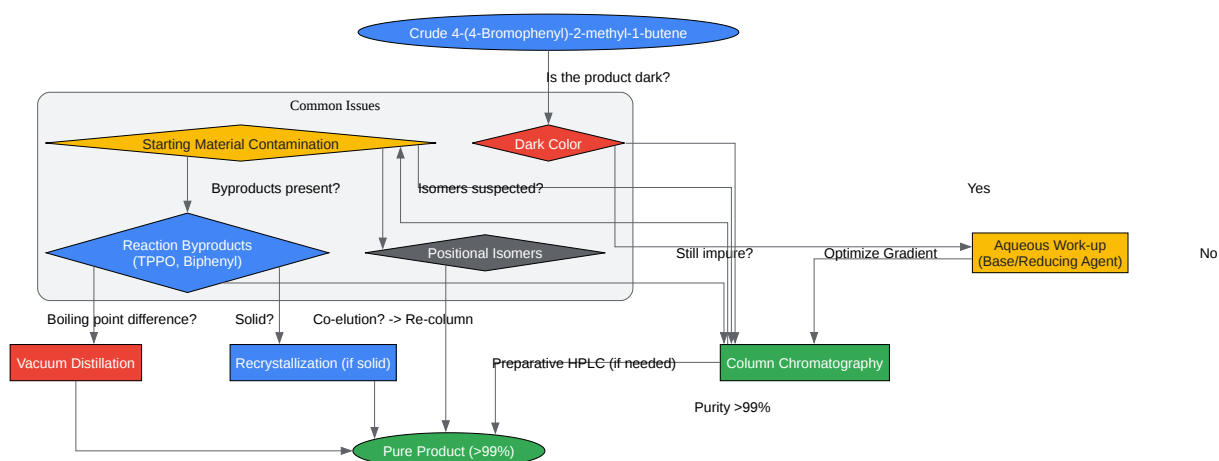 Crude 4-(4-Bromophenyl)-2-methyl-1-butene
Is the product dark?
Common Issues
Starting Material Contamination
Dark Color
Byproducts present?
Isomers suspected?
Yes
Reaction Byproducts
(TPPO, Biphenyl)
Positional Isomers
Still impure?
Optimize Gradient
Aqueous Work-up
(Base/Reducing Agent)
No
Boiling point difference?
Solid?
Co-elution? -> Re-column
Vacuum Distillation
Recrystallization (if solid)
Preparative HPLC (if needed)
Column Chromatography
Purity >99%
Pure Product (>99%)